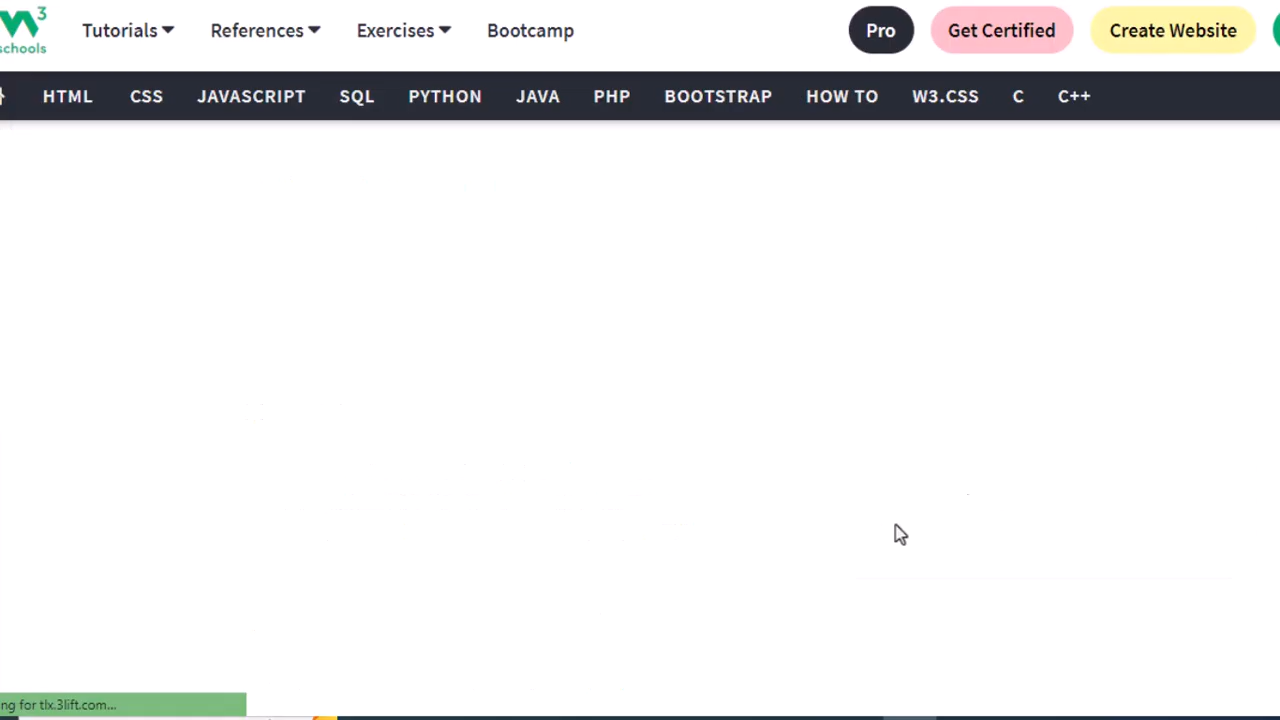 3
schools
Tutorials References Exercises Bootcamp Pro Get Certified Create Website
HTML CSS JAVASCRIPT SQL PYTHON JAVA PHP BOOTSTRAP HOW TO W3.CSS C C++
ng for tlx.3lift.com...